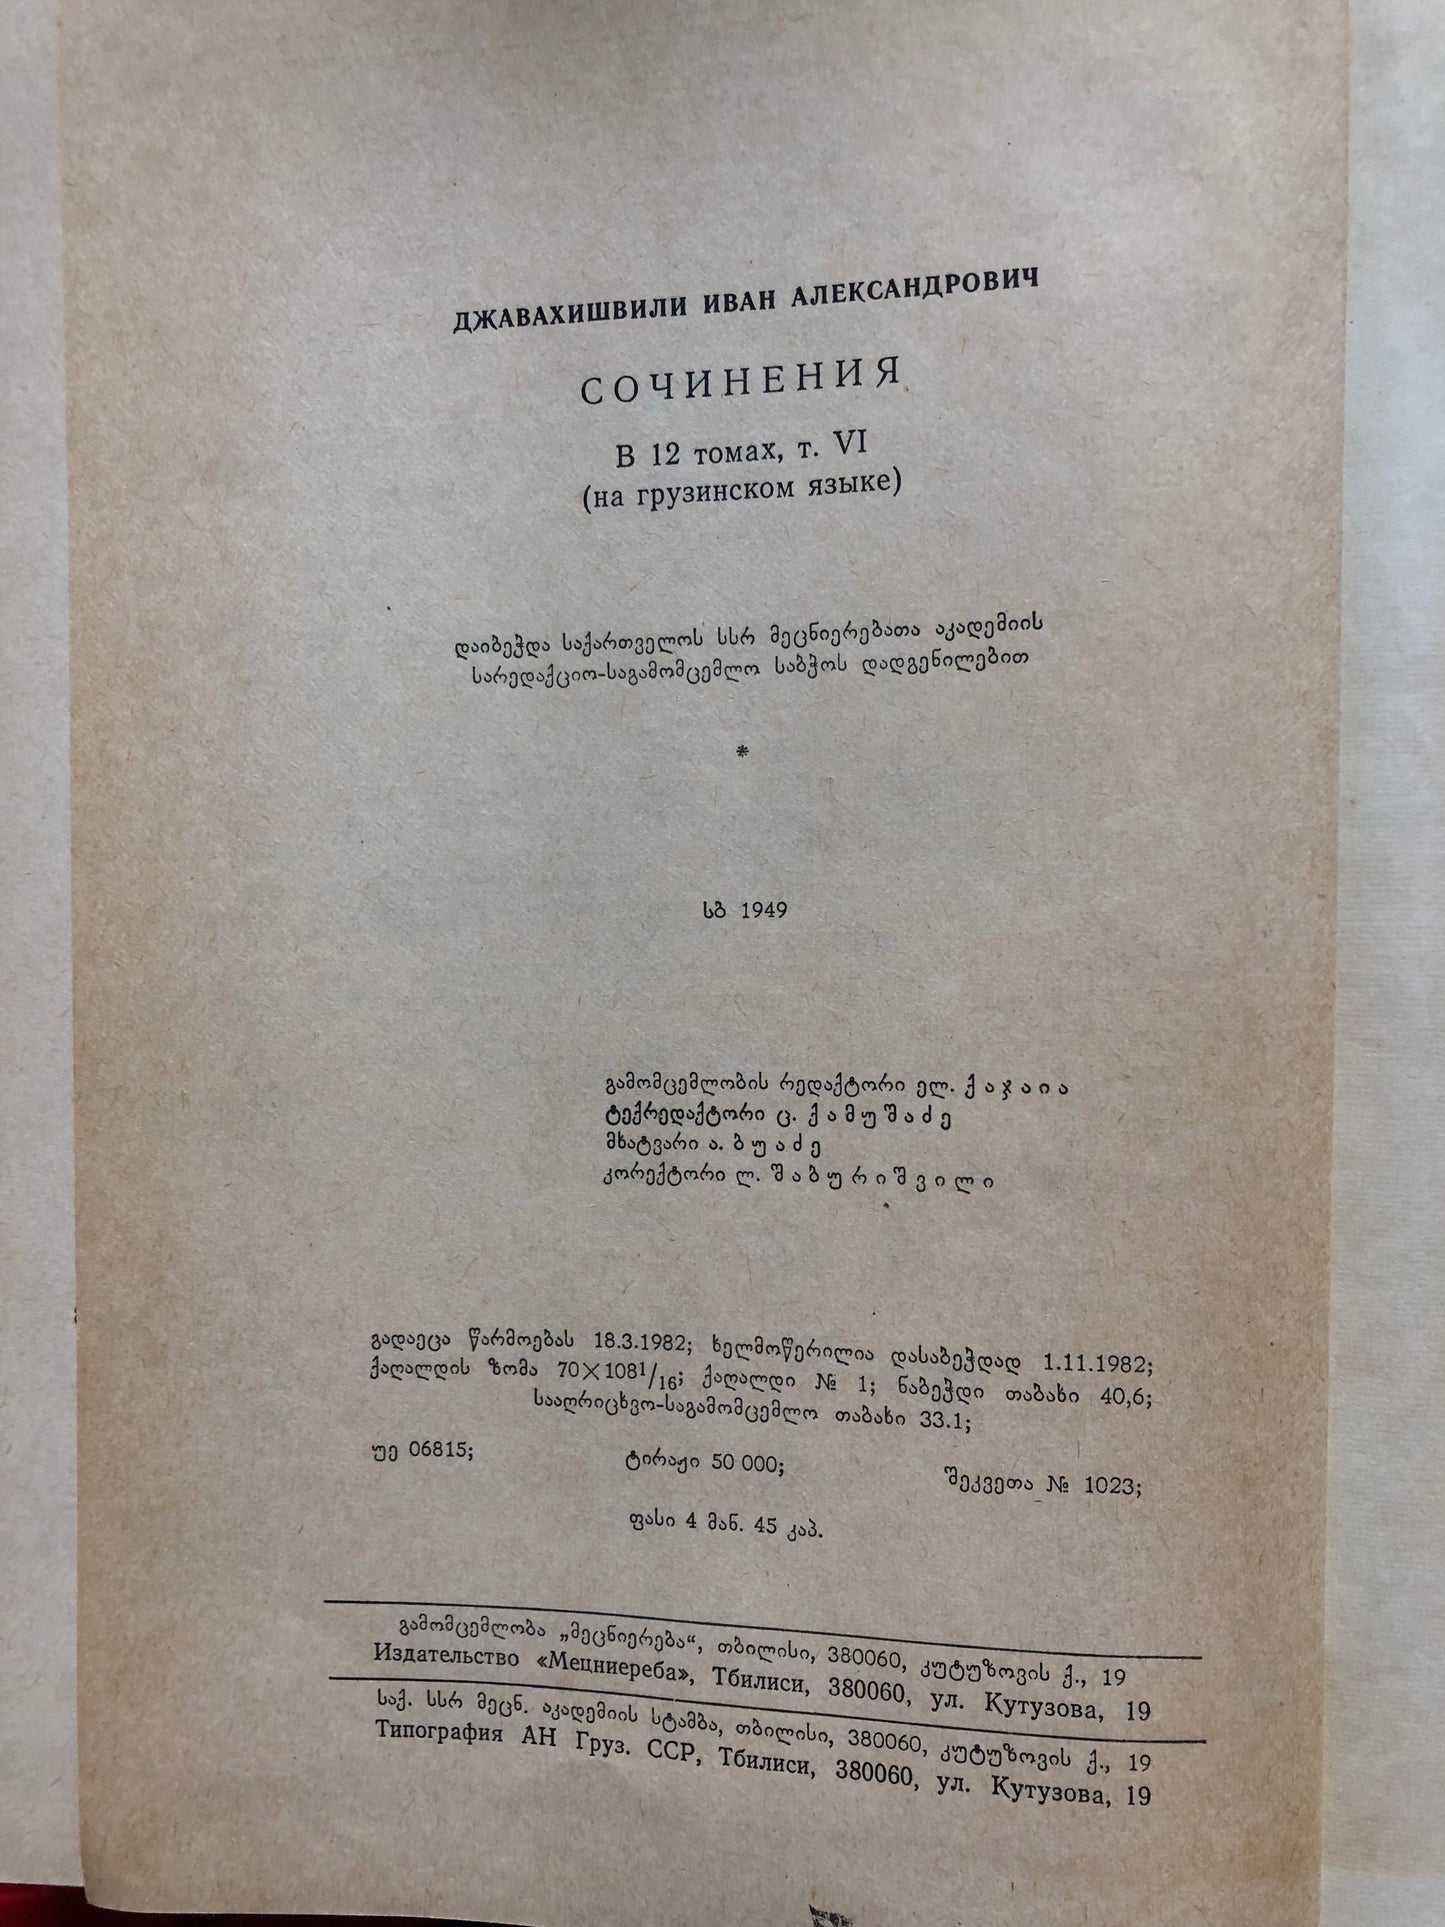 ДЖАВАХИШВИЛИ ИВАН АЛЕКСАНДРОВИЧ
СОЧИНЕНИЯ
В 12 томах, т. VI
(на грузинском языке)
დაიბეჭდა საქართველოს სსრ მეცნიერებათა აკადემიის
სარედაქციო-საგამომცემლო საბჭოს დადგენილებით
*
სბ 1949
გამომცემლობის რედაქტორი ელ. ქაჯაია
ტექრედაქტორი ც. ქამუშაძე
მხატვარი ა. ბუაძე
კორექტორი ლ. შაბურიშვილი
გადაეცა წარმოებას 18.3.1982; ხელმოწერილია დასაბეჭდად 1.11.1982;
ქაღალდის ზომა 70×108¹/₁₆; ქაღალდი № 1; ნაბეჭდი თაბახი 40,6;
სააღრიცხვო-საგამომცემლო თაბახი 33.1;
უე 06815; ტირაჟი 50 000; შეკვეთა № 1023;
ფასი 4 მან. 45 კაპ.
გამომცემლობა „მეცნიერება“, თბილისი, 380060, კუტუზოვის ქ., 19
Издательство «Мецниереба», Тбилиси, 380060, ул. Кутузова, 19
საქ. სსრ მეცნ. აკადემიის სტამბა, თბილისი, 380060, კუტუზოვის ქ., 19
Типография АН Груз. ССР, Тбилиси, 380060, ул. Кутузова, 19